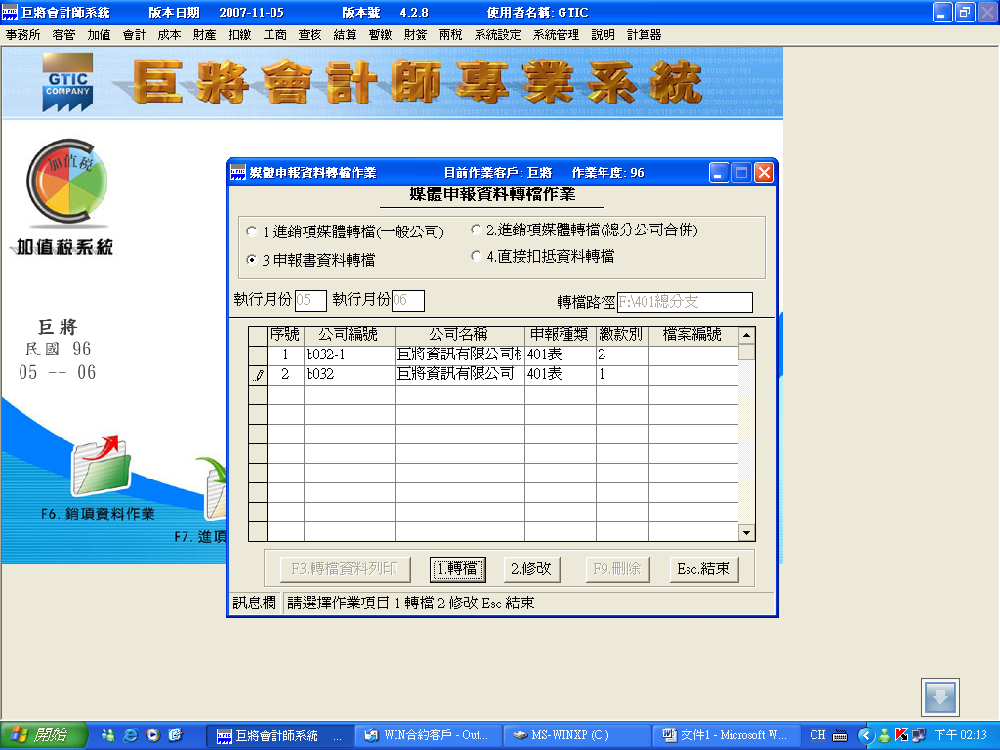 巨將會計師系統 版本日期 2007-11-05 版本號 4.2.8 使用者名稱: GTIC
事務所 客管 加值 會計 成本 財產 扣繳 工商 查核 結算 暫繳 財簽 兩稅 系統設定 系統管理 說明 計算器
GTIC
COMPANY
巨將會計師專業系統
加值稅
加值稅系統
巨將
民國 96
05 -- 06
F6. 銷項資料作業
F7. 進項
媒體申報資料轉檔作業 目前作業客戶: 巨將 作業年度: 96
媒體申報資料轉檔作業
1.進銷項媒體轉檔(一般公司) 2.進銷項媒體轉檔(總分公司合併)
3.申報書資料轉檔 4.直接扣抵資料轉檔
執行月份 05 執行月份 06 轉檔路徑 F:\401總分支
序號 公司編號 公司名稱 申報種類 繳款別 檔案編號
1 b032-1 巨將資訊有限公司 401表 2
2 b032 巨將資訊有限公司 401表 1
F3.轉檔資料列印 1.轉檔 2.修改 F9.刪除 Esc.結束
訊息欄 請選擇作業項目 1 轉檔 2 修改 Esc 結束
開始 巨將會計師系統 ... WIN合約客戶 - Out... MS-WINXP (C:) 文件1 - Microsoft W... CH 下午 02:13